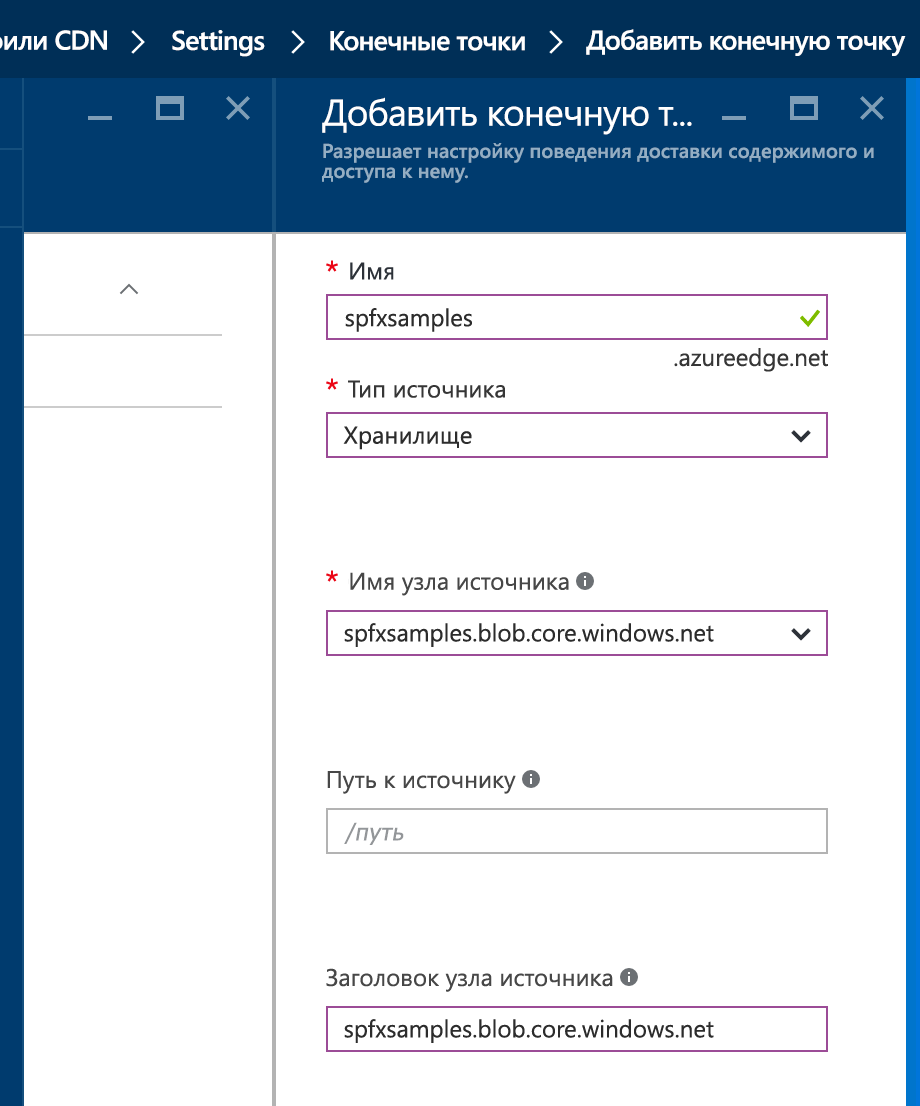 или CDN > Settings > Конечные точки > Добавить конечную точку
Добавить конечную т...
Разрешает настройку поведения доставки содержимого и
доступа к нему.
* Имя
spfxsamples
.azureedge.net
* Тип источника
Хранилище
* Имя узла источника
spfxsamples.blob.core.windows.net
Путь к источнику
/путь
Заголовок узла источника
spfxsamples.blob.core.windows.net